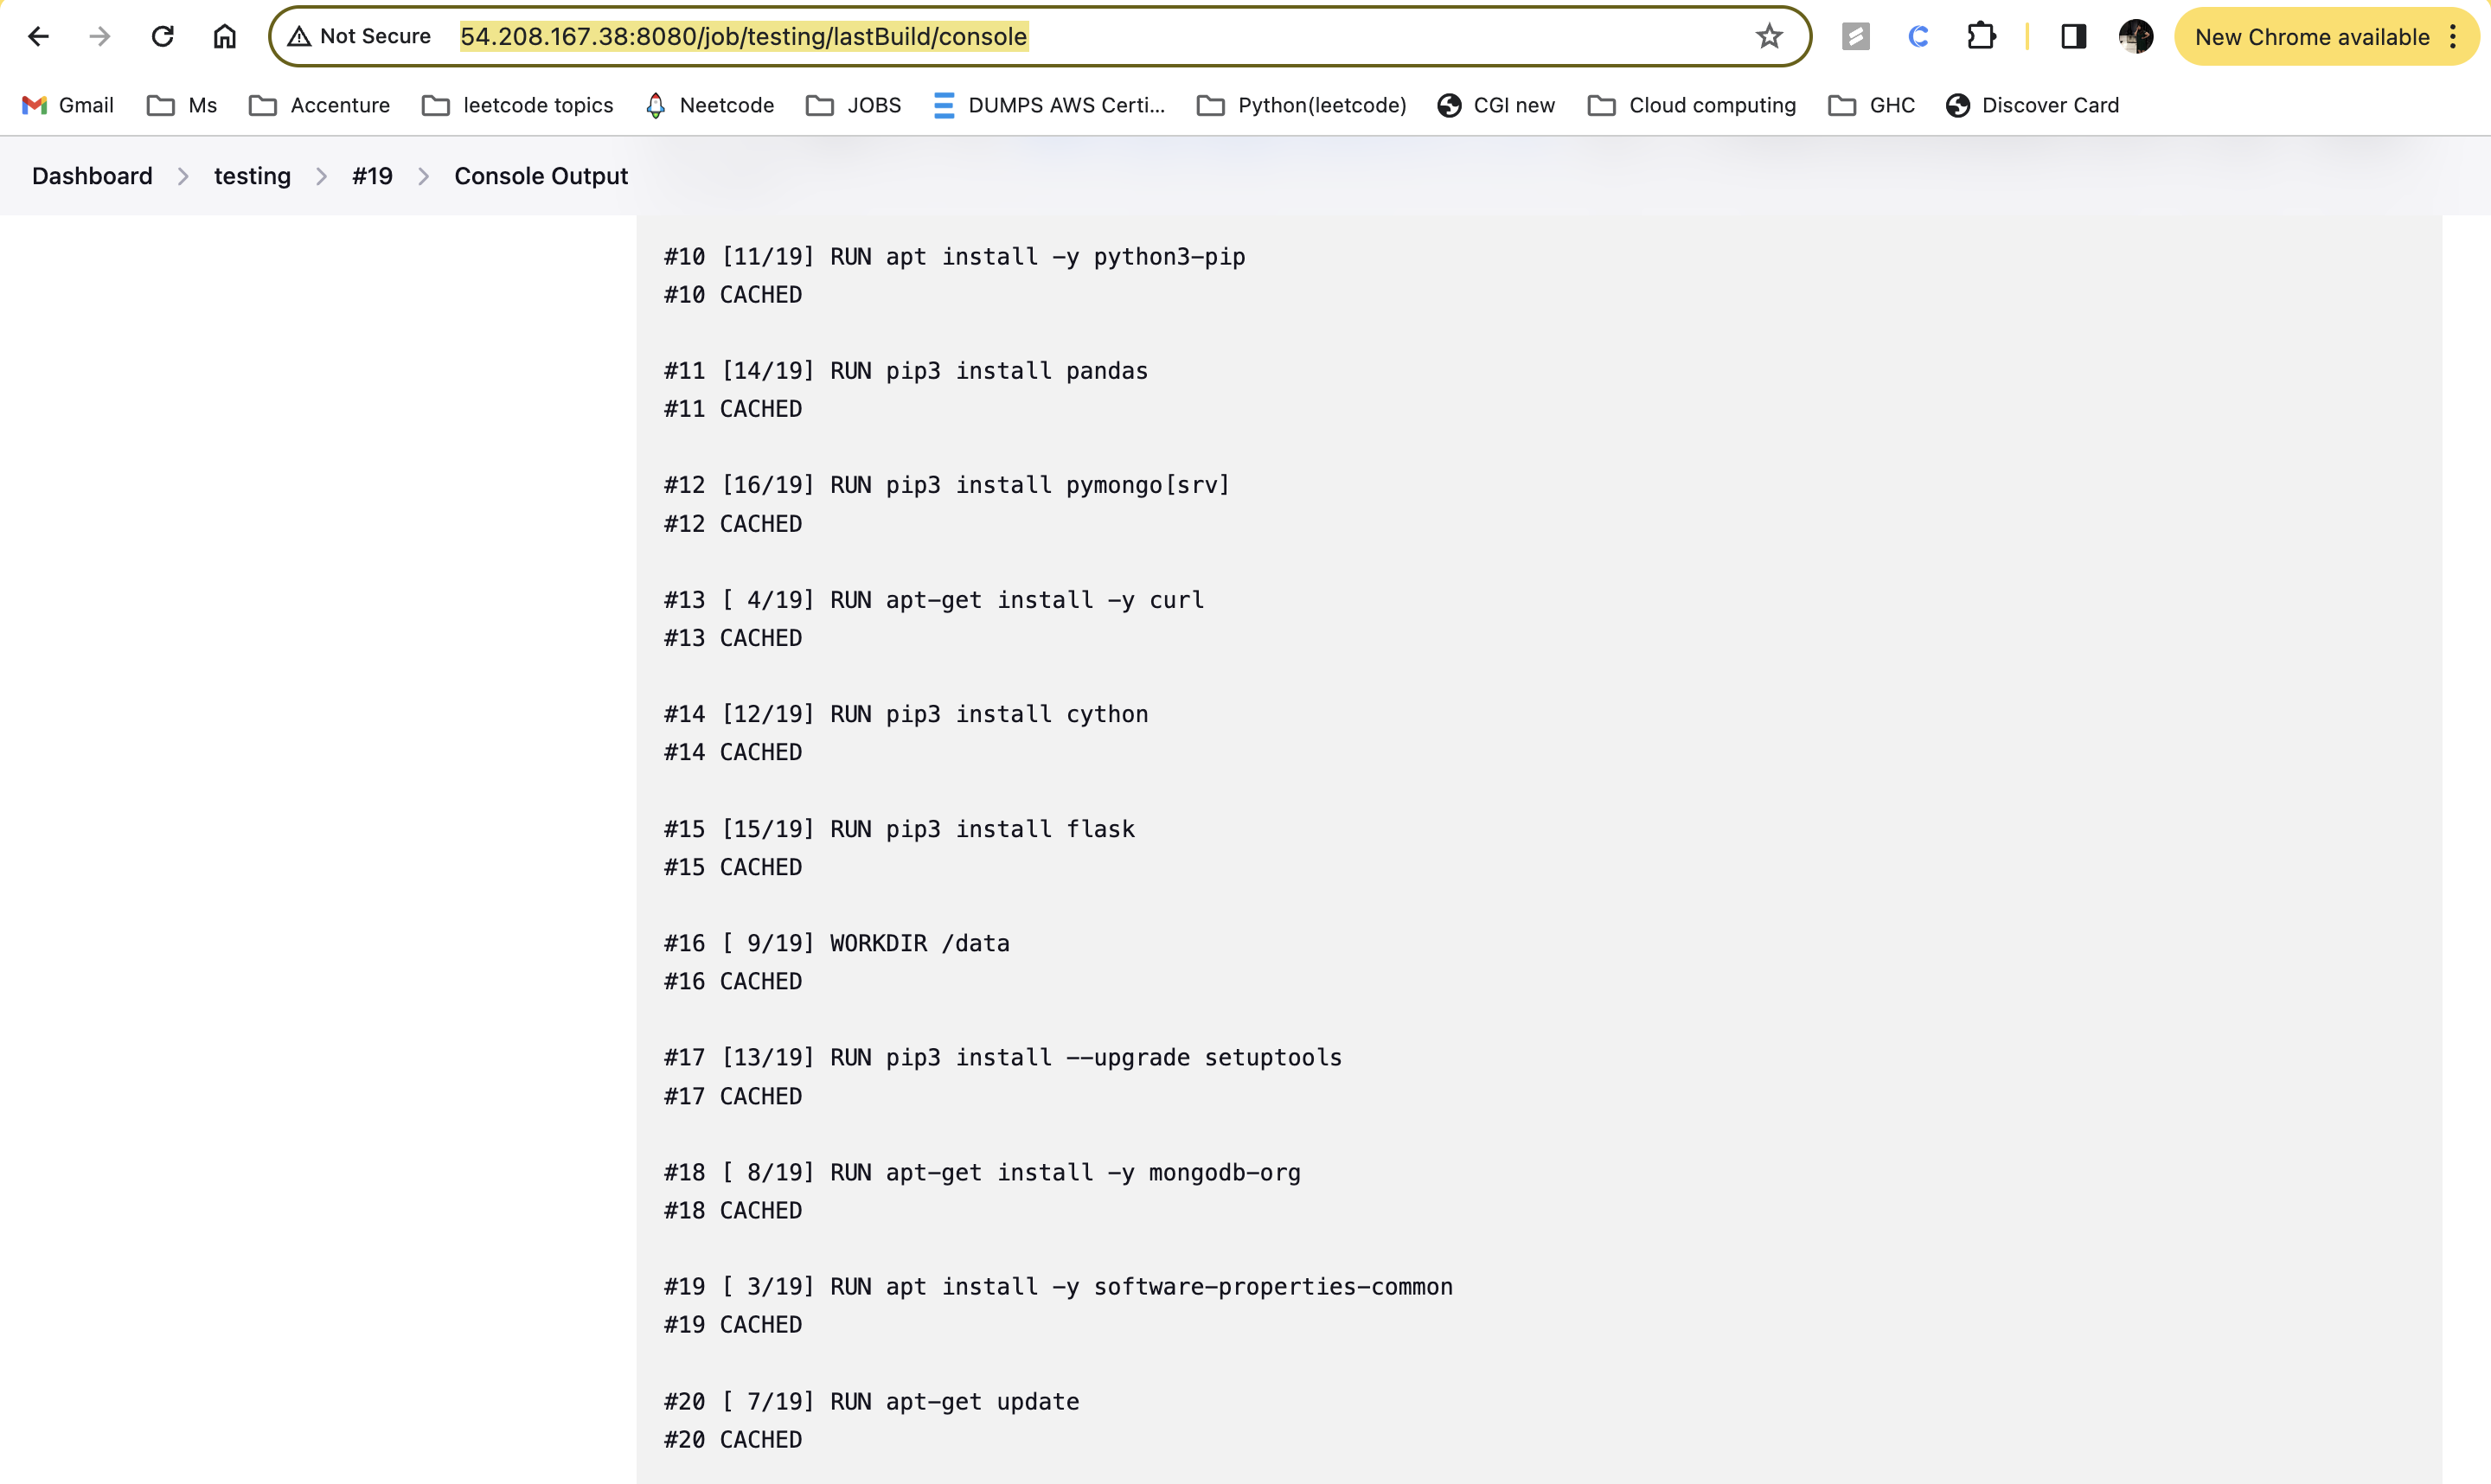 Not Secure 54.208.167.38:8080/job/testing/lastBuild/console New Chrome available
Gmail Ms Accenture leetcode topics Neetcode JOBS DUMPS AWS Certi... Python(leetcode) CGI new Cloud computing GHC Discover Card
Dashboard testing #19 Console Output
#10 [11/19] RUN apt install -y python3-pip
#10 CACHED
#11 [14/19] RUN pip3 install pandas
#11 CACHED
#12 [16/19] RUN pip3 install pymongo[srv]
#12 CACHED
#13 [ 4/19] RUN apt-get install -y curl
#13 CACHED
#14 [12/19] RUN pip3 install cython
#14 CACHED
#15 [15/19] RUN pip3 install flask
#15 CACHED
#16 [ 9/19] WORKDIR /data
#16 CACHED
#17 [13/19] RUN pip3 install --upgrade setuptools
#17 CACHED
#18 [ 8/19] RUN apt-get install -y mongodb-org
#18 CACHED
#19 [ 3/19] RUN apt install -y software-properties-common
#19 CACHED
#20 [ 7/19] RUN apt-get update
#20 CACHED